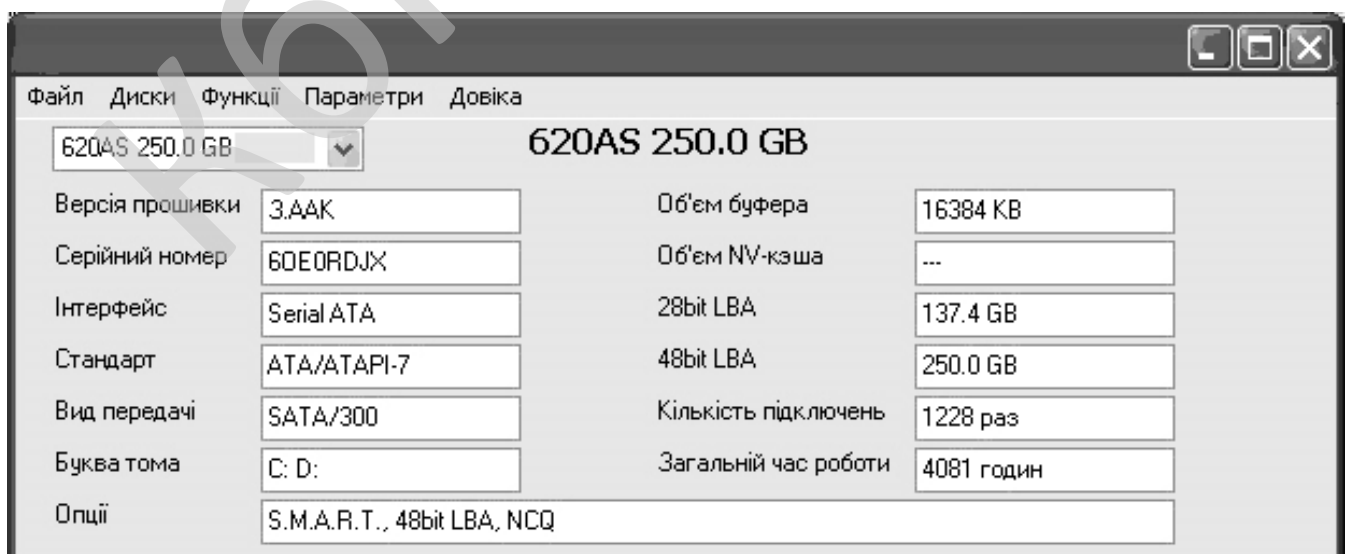 Файл Диски Функції Параметри Довіка
620AS 250.0 GB 620AS 250.0 GB
Версія прошивки 3.AAK Об'єм буфера 16384 KB
Серійний номер 6OE0RDJX Об'єм NV-кэша ---
Інтерфейс Serial ATA 28bit LBA 137.4 GB
Стандарт ATA/ATAPI-7 48bit LBA 250.0 GB
Вид передачі SATA/300 Кількість підключень 1228 раз
Буква тома C: D: Загальній час роботи 4081 годин
Опції S.M.A.R.T., 48bit LBA, NCQ